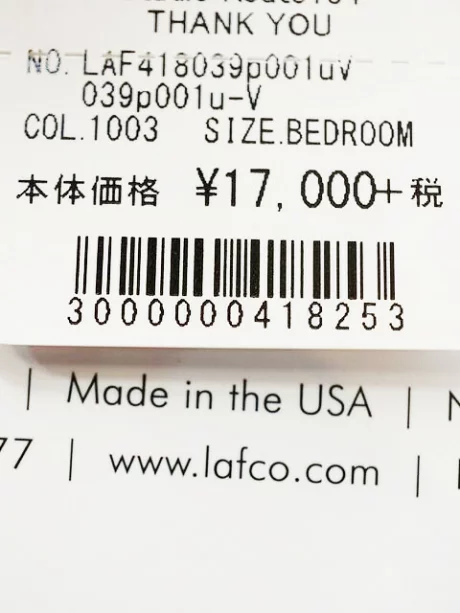 THANK YOU
NO. LAF418039p001uV
039p001u-V
COL.1003 SIZE.BEDROOM
本体価格 ¥17,000+税
3000000418253
| Made in the USA |
77 | www.lafco.com |